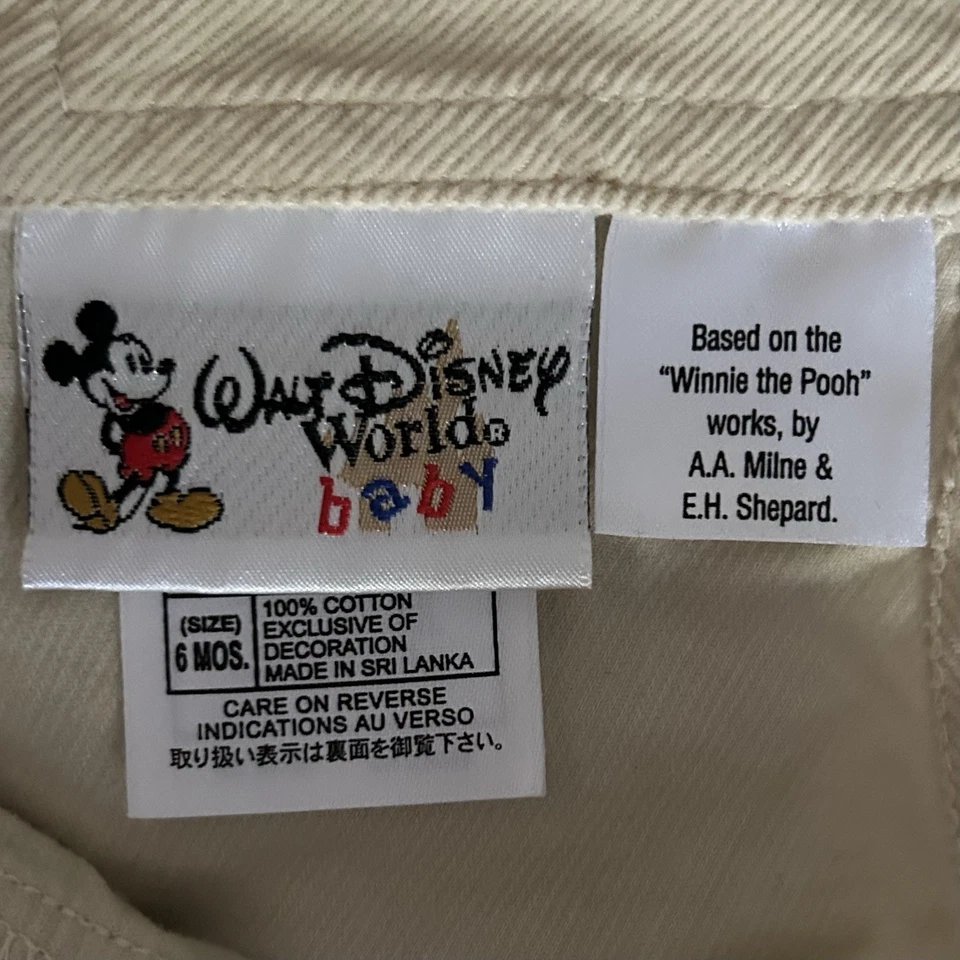 WALT DISNEY
World®
baby
Based on the
“Winnie the Pooh”
works, by
A.A. Milne &
E.H. Shepard.
(SIZE)
6 MOS.
100% COTTON
EXCLUSIVE OF
DECORATION
MADE IN SRI LANKA
CARE ON REVERSE
INDICATIONS AU VERSO
取り扱い表示は裏面を御覧下さい。